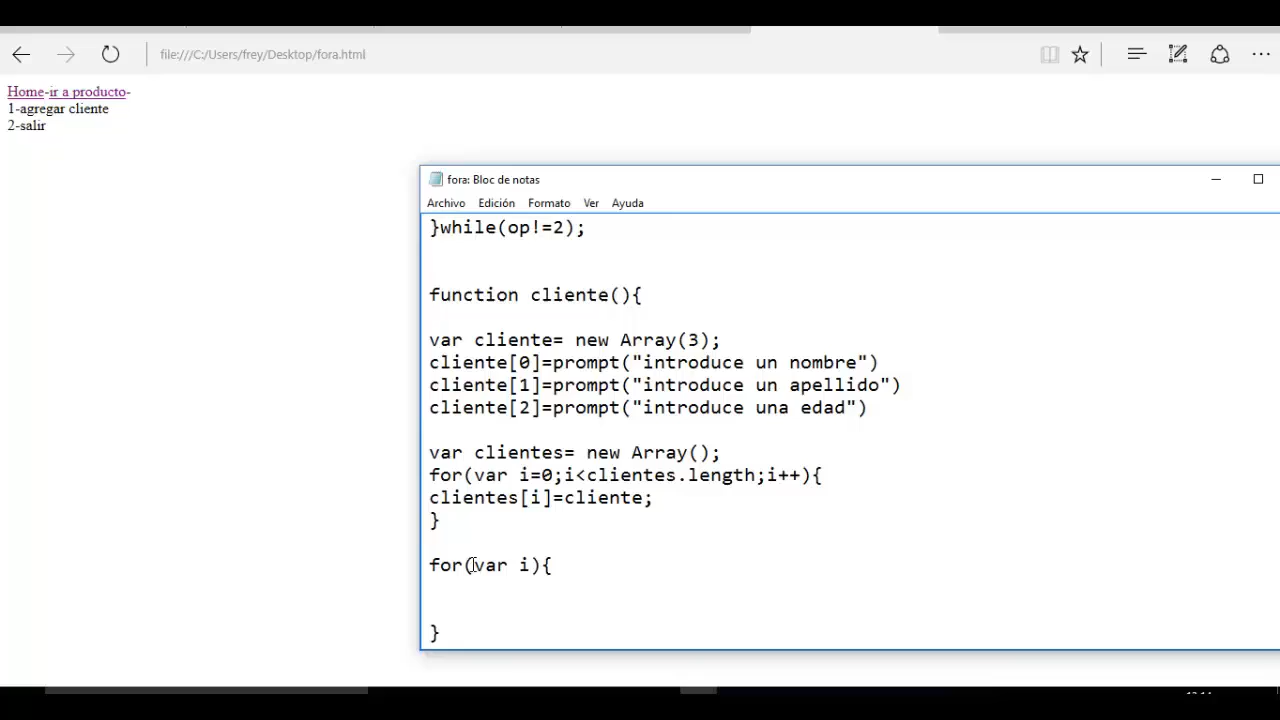 file:///C:/Users/frey/Desktop/fora.html
Home-ir a producto-
1-agregar cliente
2-salir
fora: Bloc de notas
Archivo Edición Formato Ver Ayuda
}while(op!=2);
function cliente(){
var cliente= new Array(3);
cliente[0]=prompt("introduce un nombre")
cliente[1]=prompt("introduce un apellido")
cliente[2]=prompt("introduce una edad")
var clientes= new Array();
for(var i=0;i<clientes.length;i++){
clientes[i]=cliente;
}
for(var i){
}